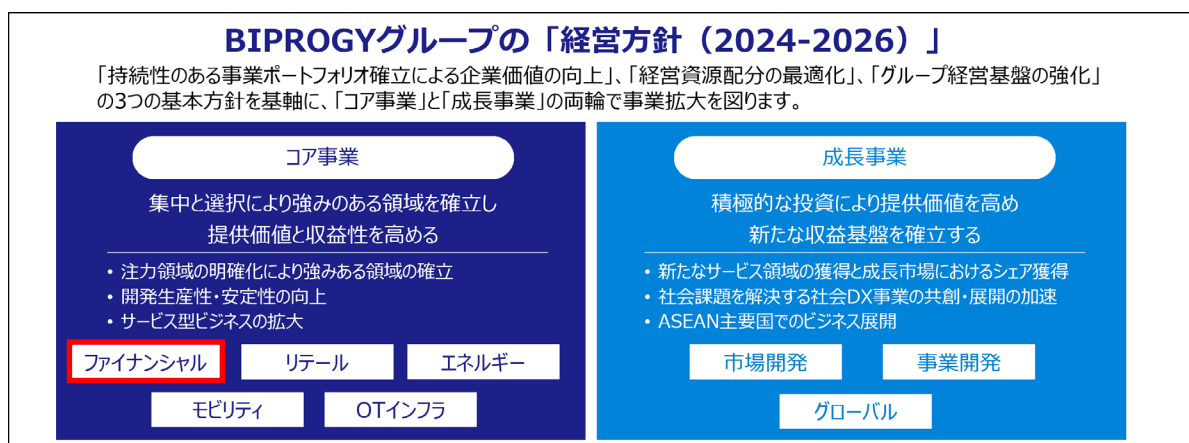 BIPROGYグループの「経営方針（2024-2026）」
「持続性のある事業ポートフォリオ確立による企業価値の向上」、「経営資源配分の最適化」、「グループ経営基盤の強化」
の3つの基本方針を基軸に、「コア事業」と「成長事業」の両輪で事業拡大を図ります。
コア事業
集中と選択により強みのある領域を確立し
提供価値と収益性を高める
• 注力領域の明確化により強みある領域の確立
• 開発生産性・安定性の向上
• サービス型ビジネスの拡大
ファイナンシャル
リテール
エネルギー
モビリティ
OTインフラ
成長事業
積極的な投資により提供価値を高め
新たな収益基盤を確立する
• 新たなサービス領域の獲得と成長市場におけるシェア獲得
• 社会課題を解決する社会DX事業の共創・展開の加速
• ASEAN主要国でのビジネス展開
市場開発
事業開発
グローバル